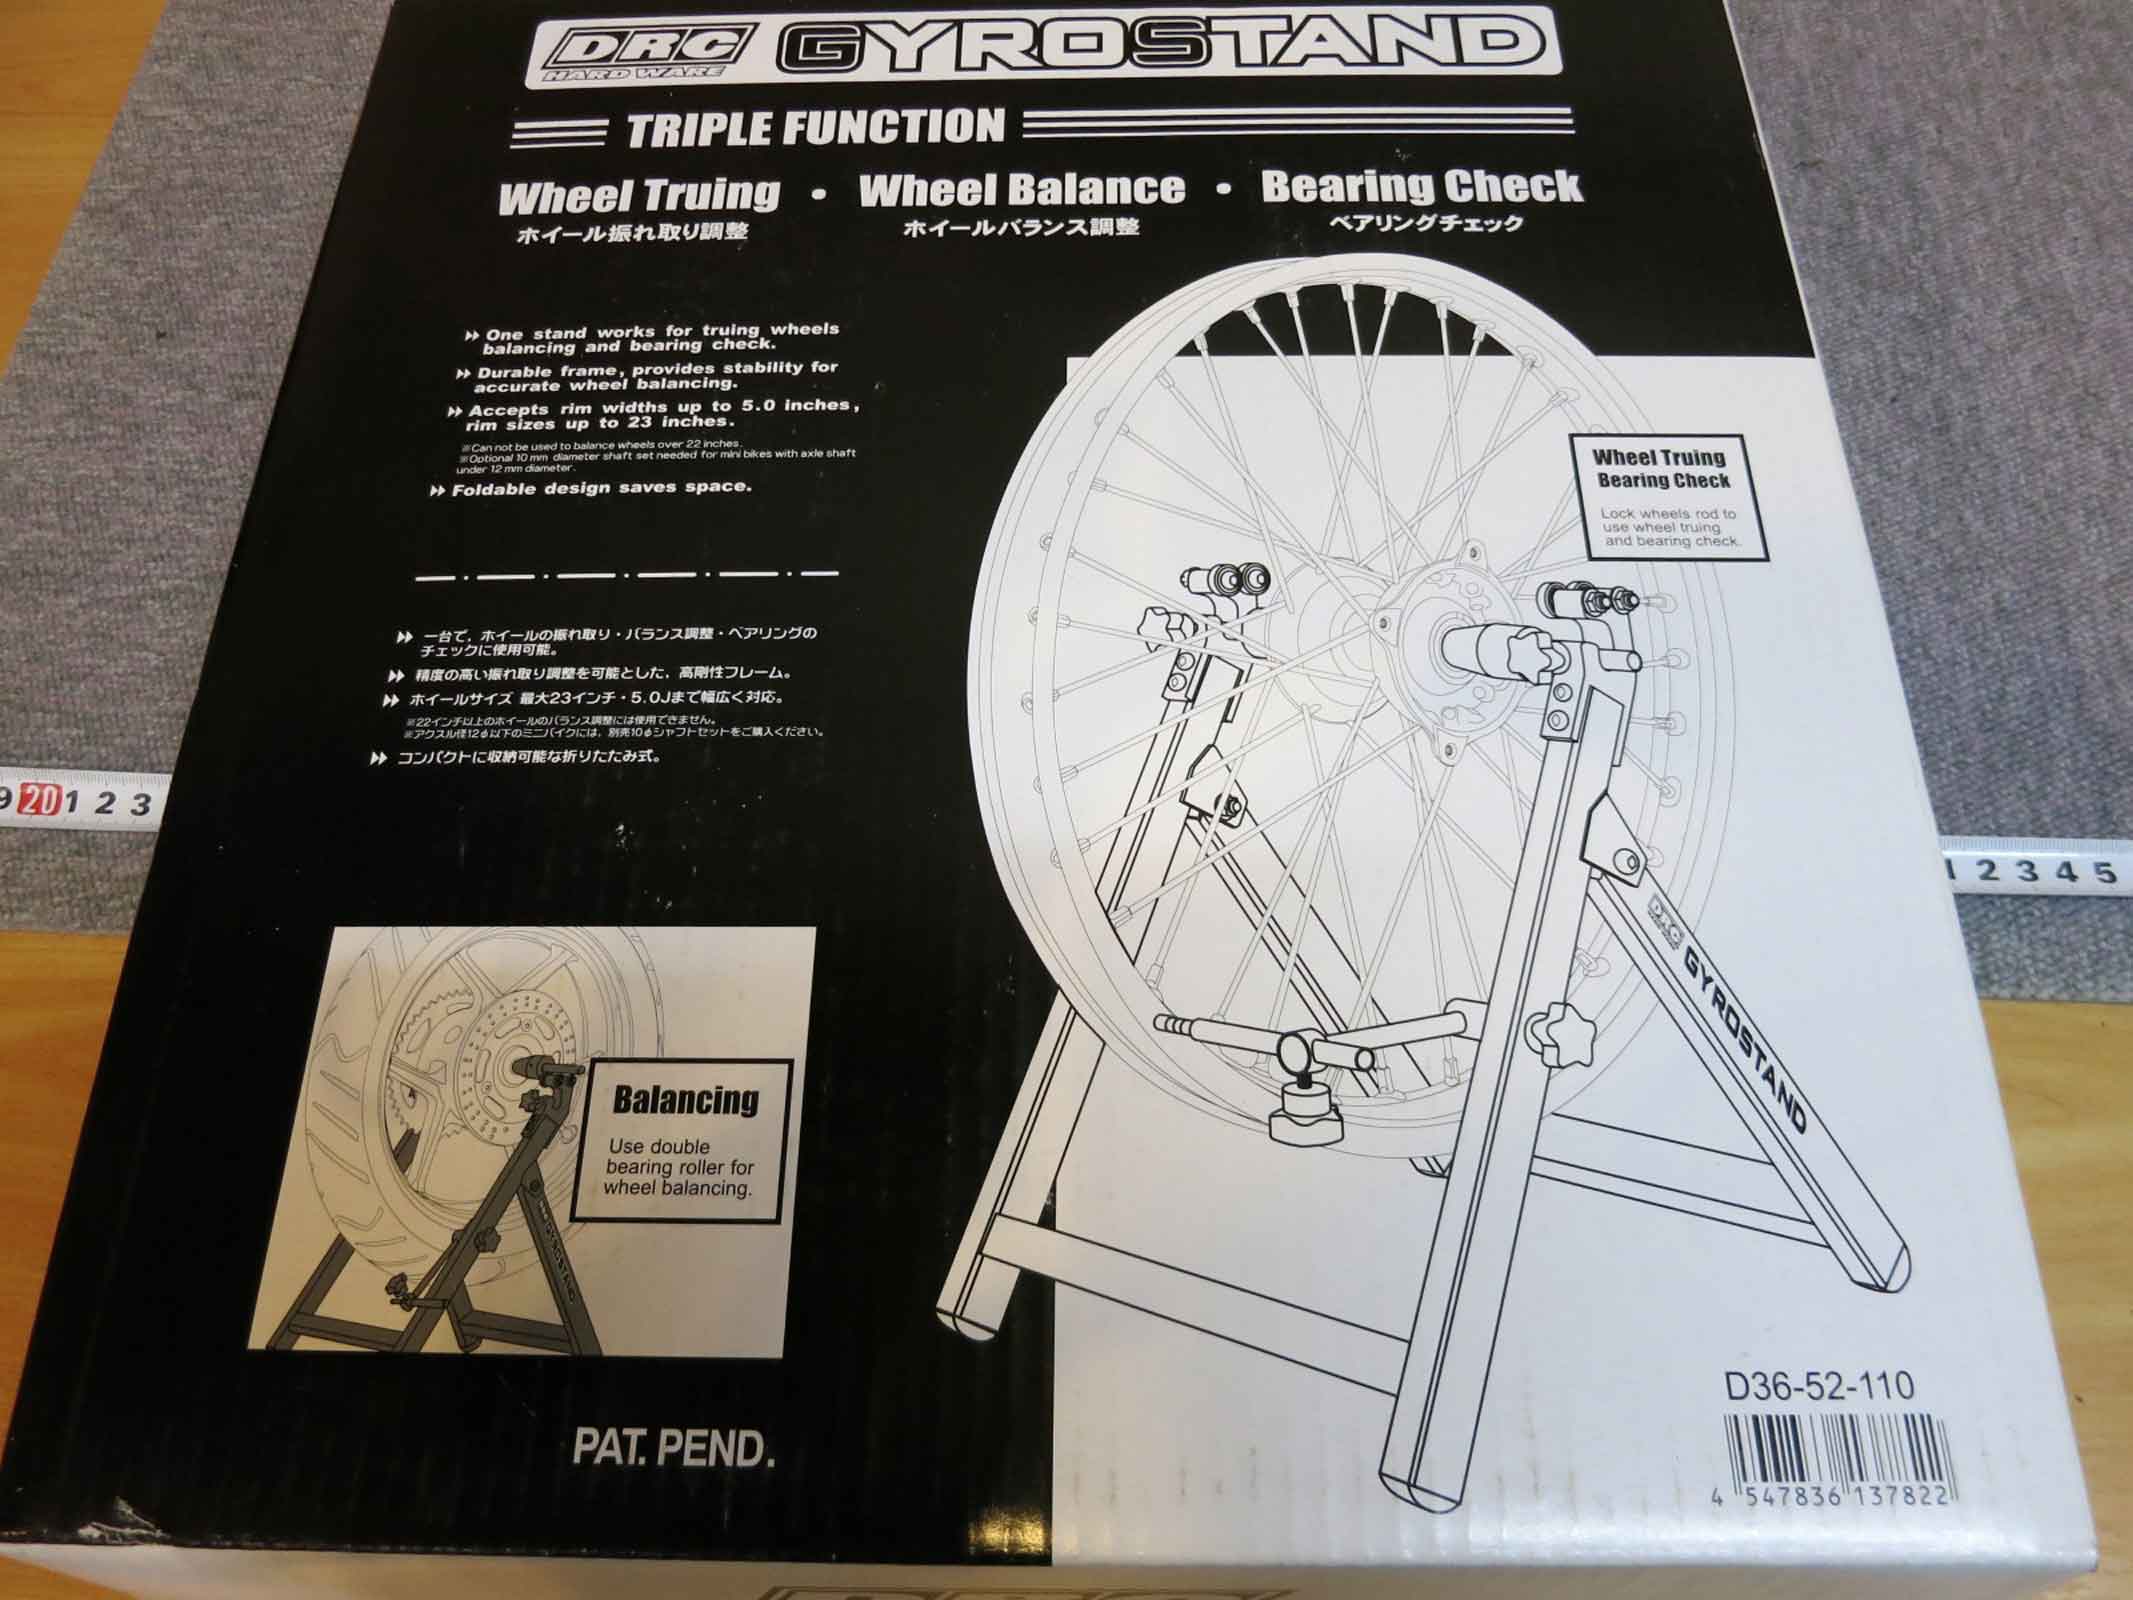 DRC
HARD WARE
GYROSTAND
TRIPLE FUNCTION
Wheel Truing • Wheel Balance • Bearing Check
ホイール振れ取り調整 ホイールバランス調整 ベアリングチェック
One stand works for truing wheels
balancing and bearing check.
Durable frame, provides stability for
accurate wheel balancing.
Accepts rim widths up to 5.0 inches,
rim sizes up to 23 inches.
※Can not be used to balance wheels over 22 inches.
※Optional 10 mm diameter shaft set needed for mini bikes with axle shaft
under 12 mm diameter.
Foldable design saves space.
一台で、ホイールの振れ取り・バランス調整・ベアリングの
チェックに使用可能。
精度の高い振れ取り調整を可能とした、高剛性フレーム。
ホイールサイズ 最大23インチ・5.0Jまで幅広く対応。
※22インチ以上のホイールのバランス調整には使用できません。
※アクスル径12φ以下のミニバイクには、別売10φシャフトセットをご購入ください。
コンパクトに収納可能な折りたたみ式。
Wheel Truing
Bearing Check
Lock wheels rod to
use wheel truing
and bearing check.
9 20 1 2 3
1 2 3 4 5
DRC GYROSTAND
Balancing
Use double
bearing roller for
wheel balancing.
GYROSTAND
PAT. PEND.
D36-52-110
4 547836 137822